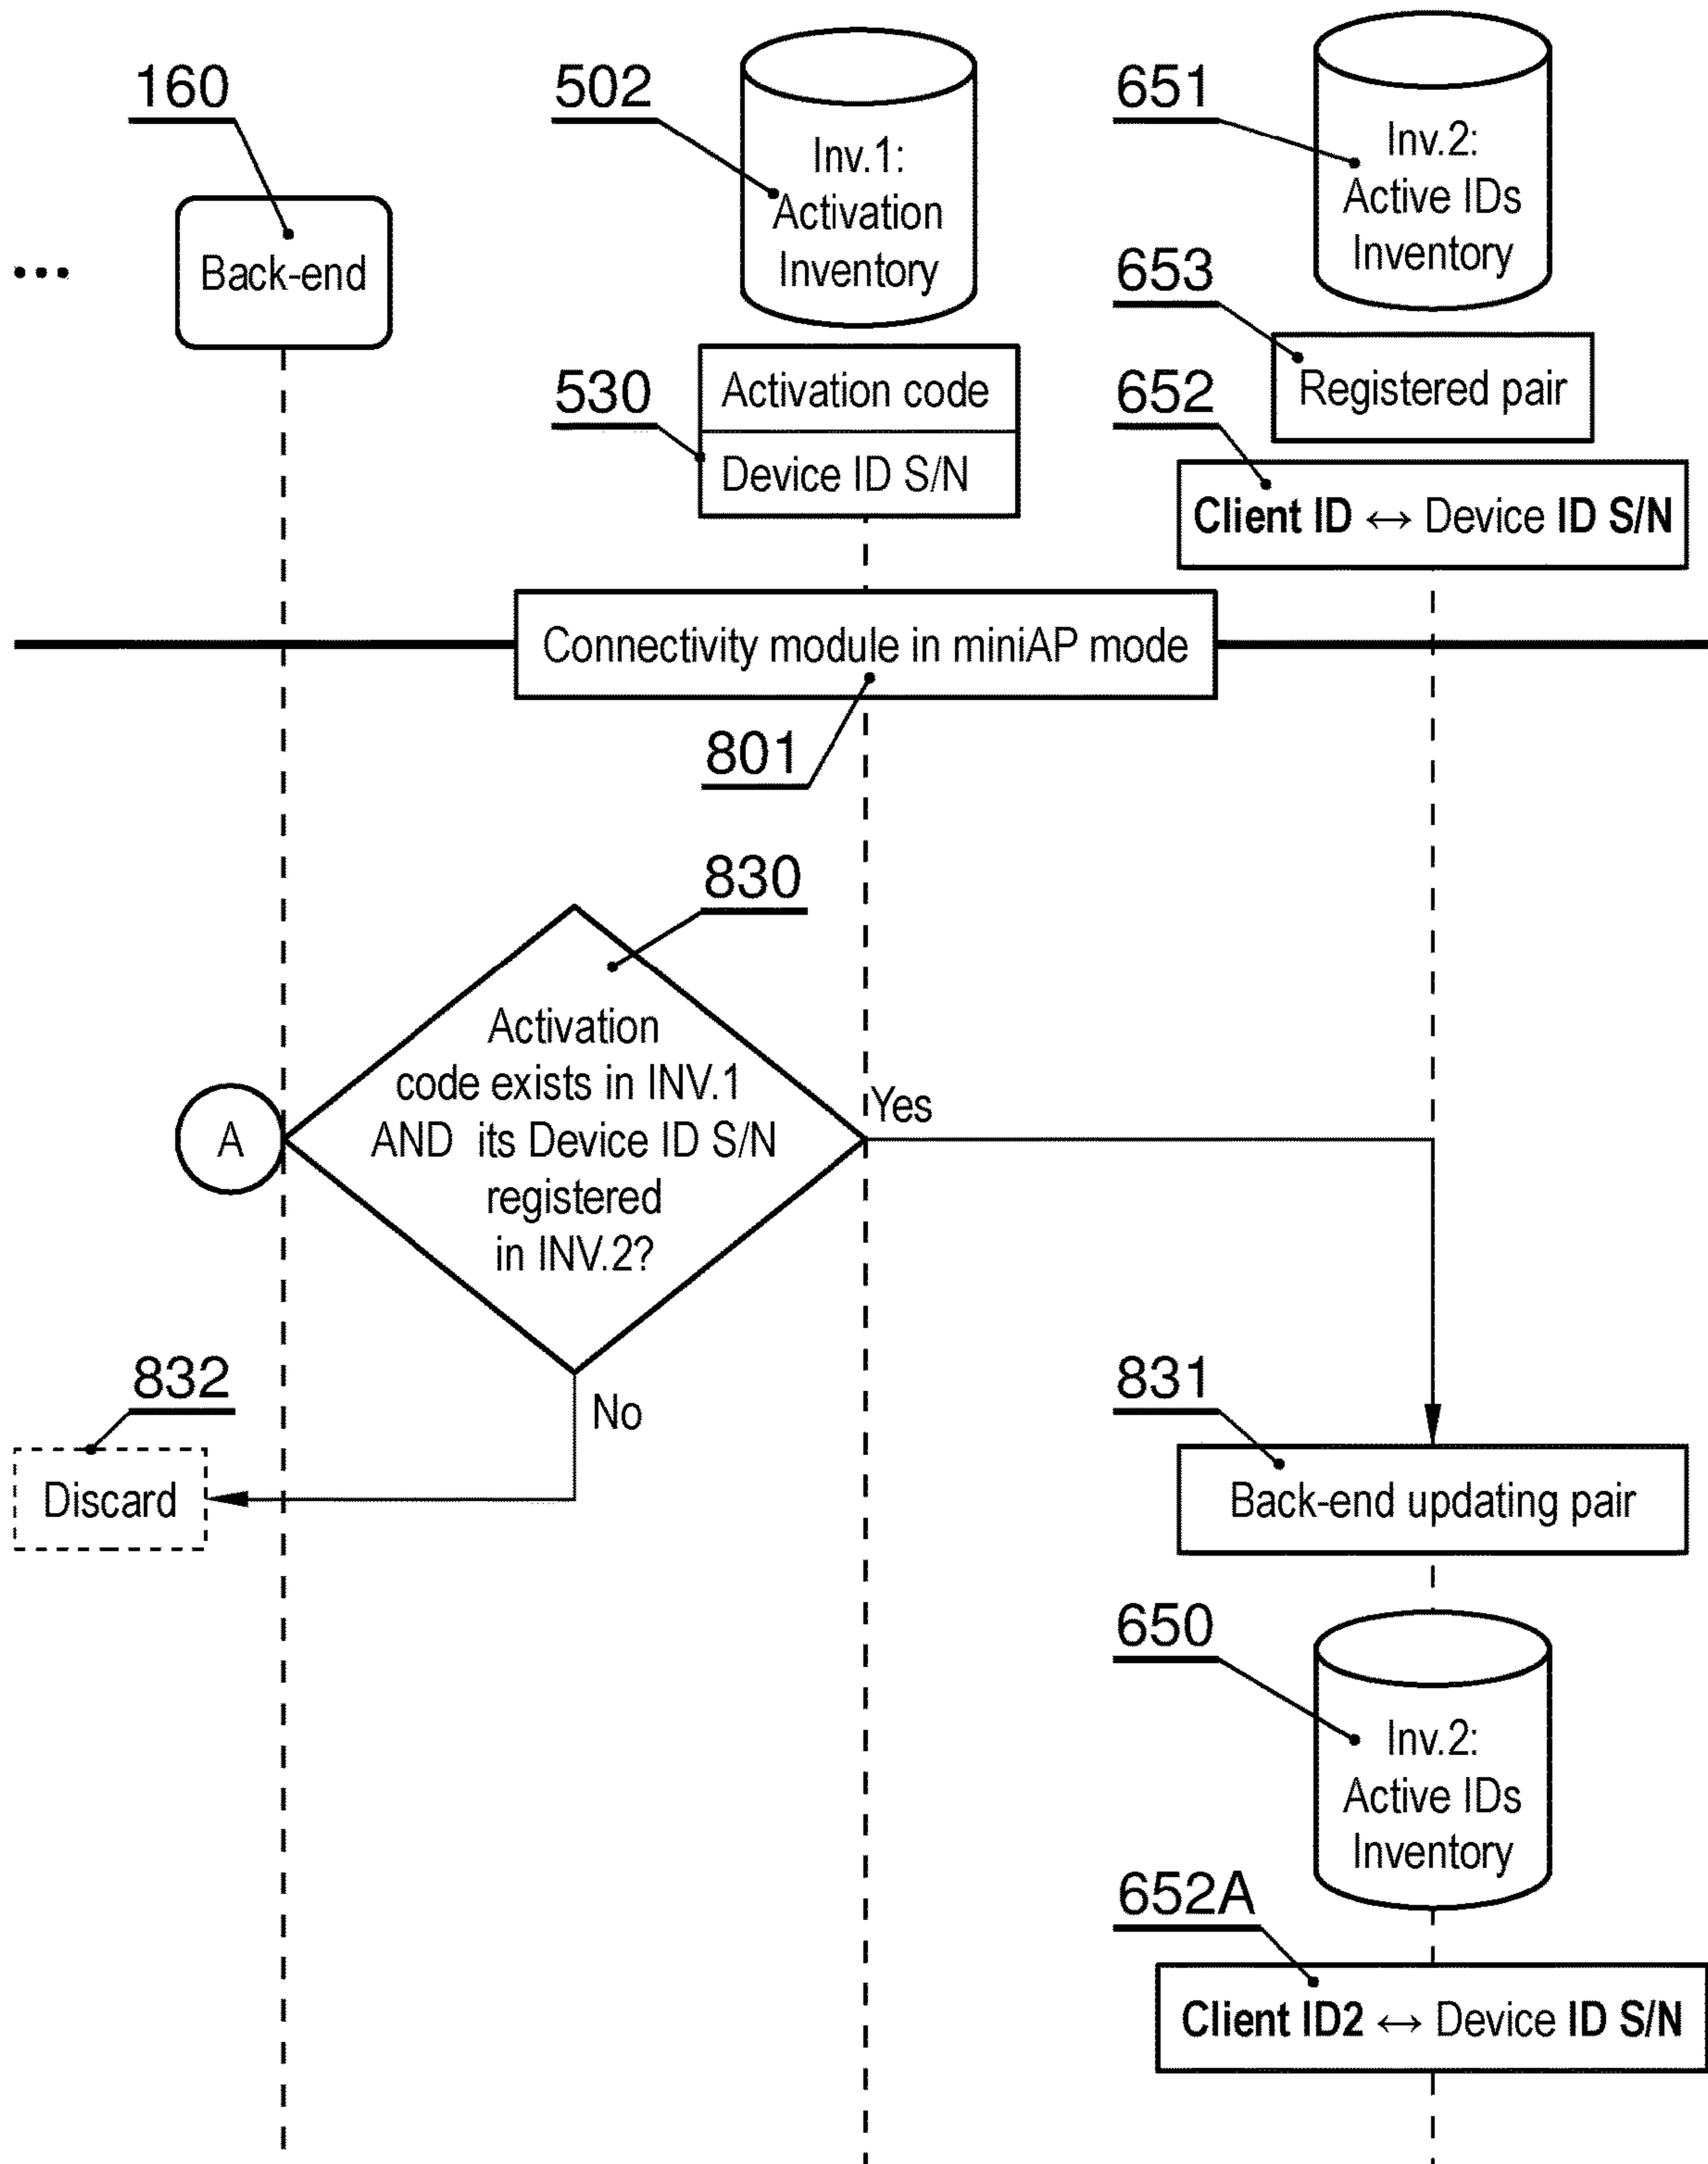 160
502
651
Inv.1:
Activation
Inventory
Inv.2:
Active IDs
Inventory
...
Back-end
653
Registered pair
530
Activation code
Device ID S/N
652
Client ID ↔ Device ID S/N
Connectivity module in miniAP mode
801
830
Activation
code exists in INV.1
AND its Device ID S/N
registered
in INV.2?
A
Yes
No
832
Discard
831
Back-end updating pair
650
Inv.2:
Active IDs
Inventory
652A
Client ID2 ↔ Device ID S/N